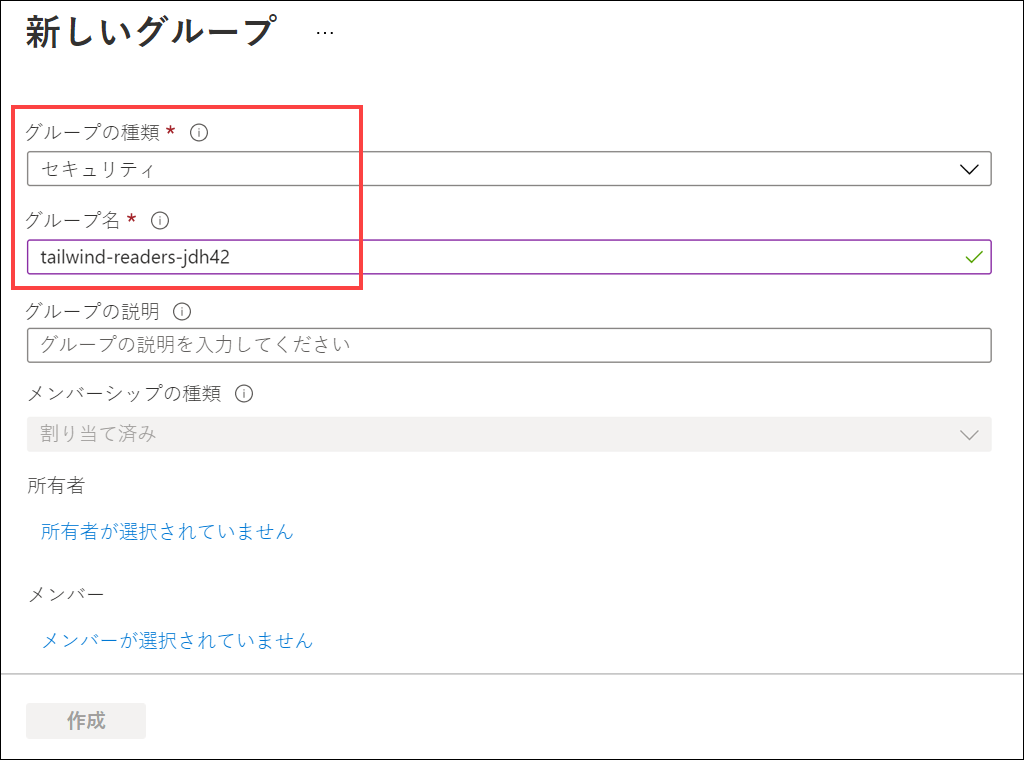 新しいグループ …
グループの種類 *
セキュリティ
グループ名 *
tailwind-readers-jdh42
グループの説明
グループの説明を入力してください
メンバーシップの種類
割り当て済み
所有者
所有者が選択されていません
メンバー
メンバーが選択されていません
作成